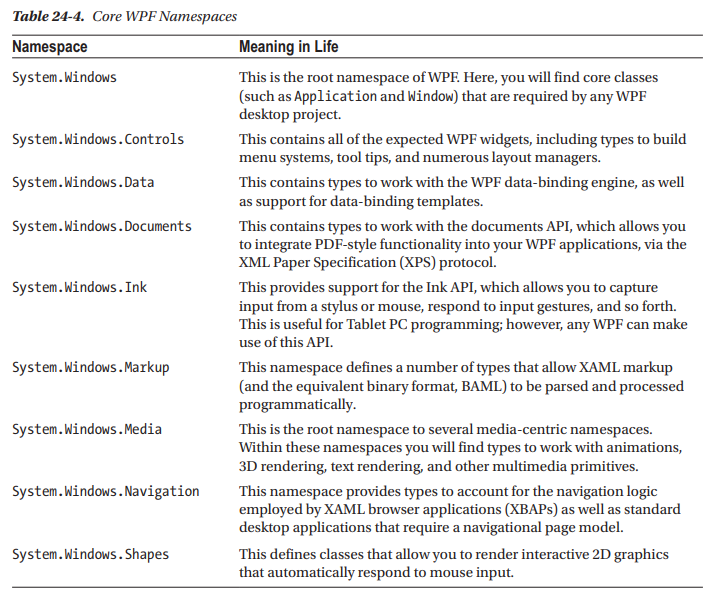 Table 24-4. Core WPF Namespaces
Namespace Meaning in Life
System.Windows This is the root namespace of WPF. Here, you will find core classes
(such as Application and Window) that are required by any WPF
desktop project.
System.Windows.Controls This contains all of the expected WPF widgets, including types to build
menu systems, tool tips, and numerous layout managers.
System.Windows.Data This contains types to work with the WPF data-binding engine, as well
as support for data-binding templates.
System.Windows.Documents This contains types to work with the documents API, which allows you
to integrate PDF-style functionality into your WPF applications, via the
XML Paper Specification (XPS) protocol.
System.Windows.Ink This provides support for the Ink API, which allows you to capture
input from a stylus or mouse, respond to input gestures, and so forth.
This is useful for Tablet PC programming; however, any WPF can make
use of this API.
System.Windows.Markup This namespace defines a number of types that allow XAML markup
(and the equivalent binary format, BAML) to be parsed and processed
programmatically.
System.Windows.Media This is the root namespace to several media-centric namespaces.
Within these namespaces you will find types to work with animations,
3D rendering, text rendering, and other multimedia primitives.
System.Windows.Navigation This namespace provides types to account for the navigation logic
employed by XAML browser applications (XBAPs) as well as standard
desktop applications that require a navigational page model.
System.Windows.Shapes This defines classes that allow you to render interactive 2D graphics
that automatically respond to mouse input.